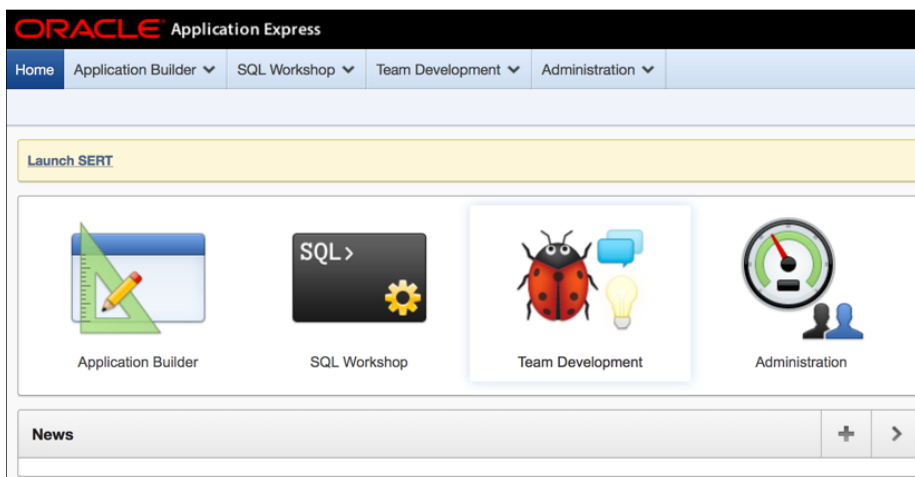 ORACLE Application Express
Home Application Builder SQL Workshop Team Development Administration
Launch SERT
SQL>
Application Builder SQL Workshop Team Development Administration
News